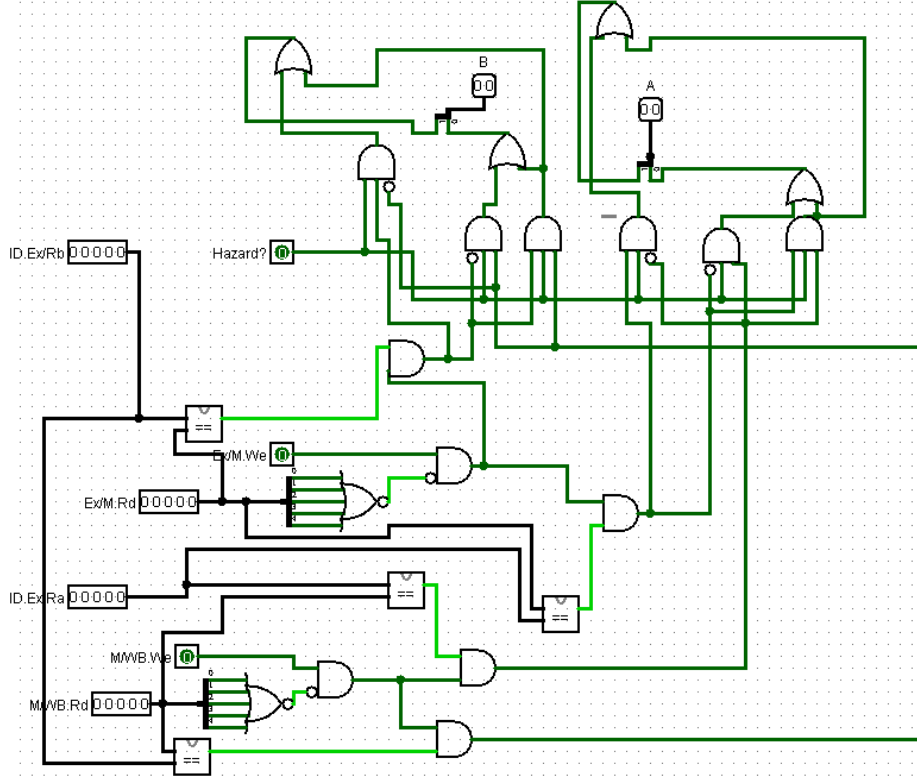 B
00
A
00
ID.Ex/Rb 00000
Hazard? 0
==
Ex/M.We 0
Ex/M.Rd 00000
ID.Ex/Ra 00000
==
==
M/WB.We 0
M/WB.Rd 00000
==